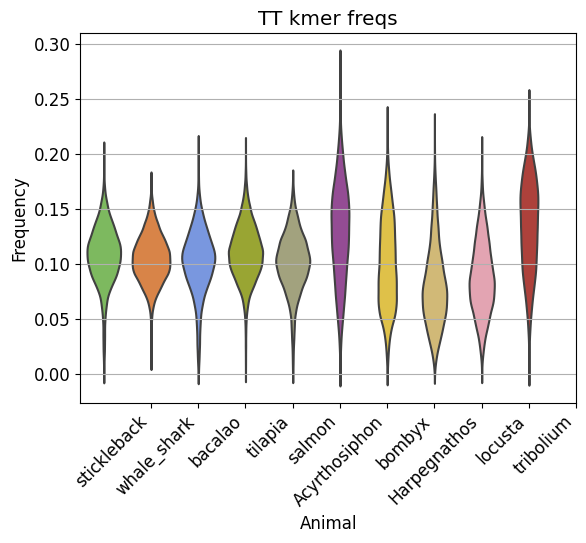 TT kmer freqs
0.30
0.25
0.20
0.15
0.10
0.05
0.00
Frequency
stickleback
whale_shark
bacalao
tilapia
salmon
Acyrthosiphon
bombyx
Harpegnathos
locusta
tribolium
Animal